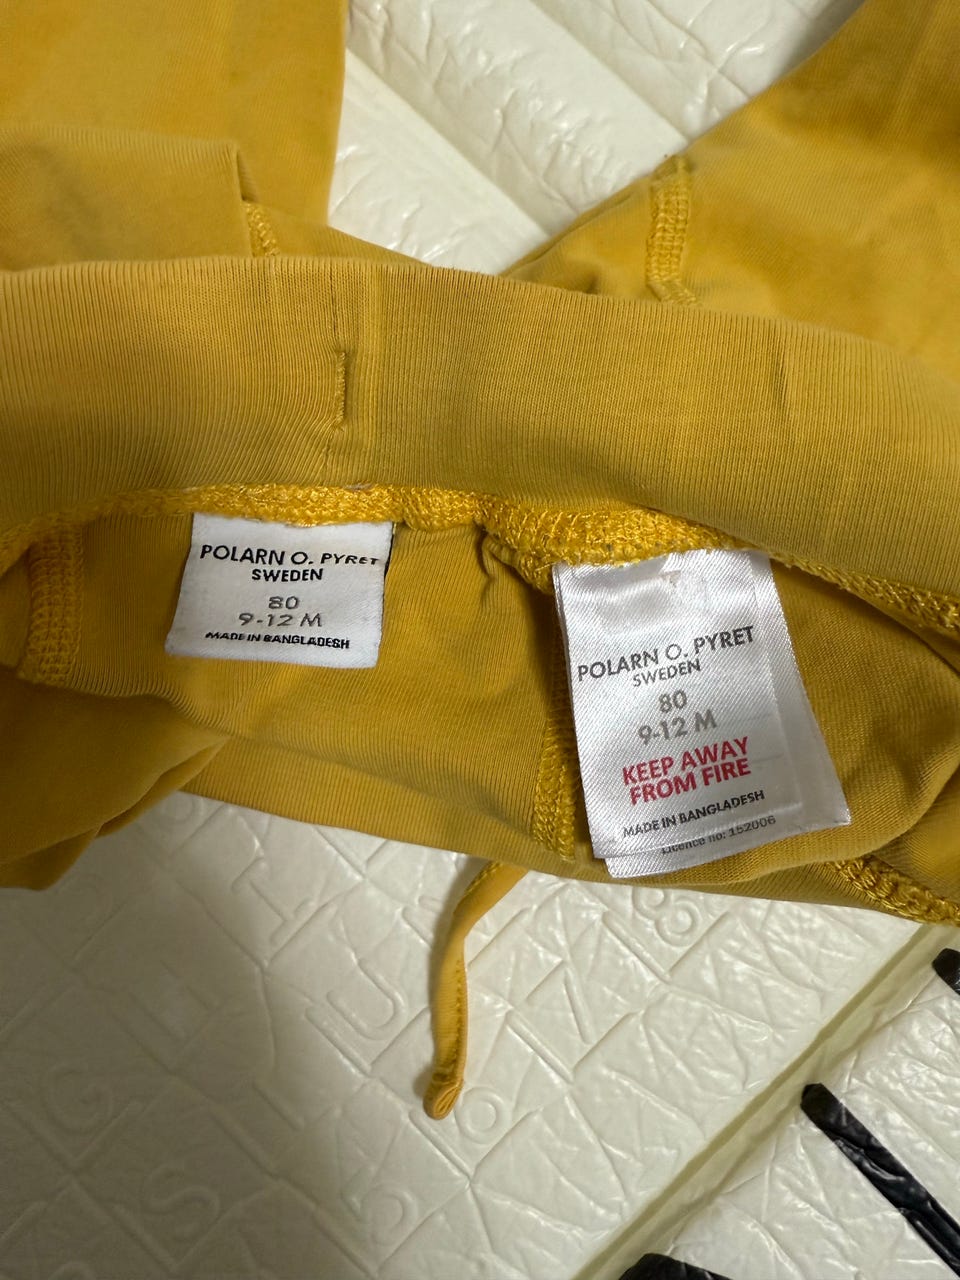 POLARN O. PYRET
SWEDEN
80
9-12 M
MADE IN BANGLADESH
POLARN O. PYRET
SWEDEN
80
9-12 M
KEEP AWAY
FROM FIRE
MADE IN BANGLADESH
Licence no: 152006